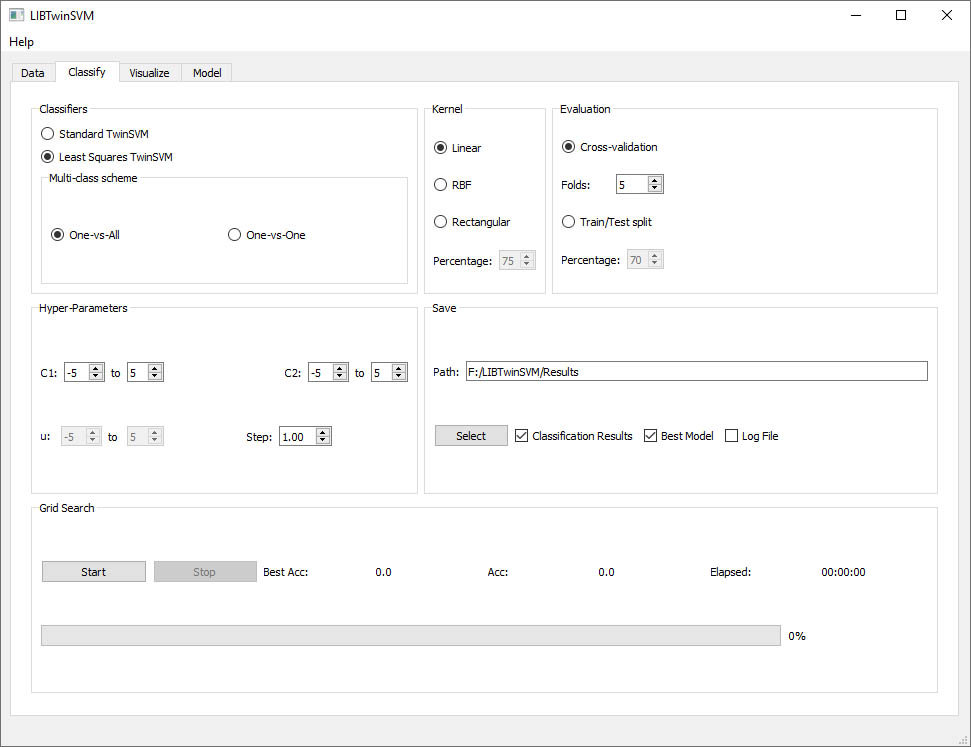 LIBTwinSVM
Help
Data Classify Visualize Model
Classifiers
Standard TwinSVM
Least Squares TwinSVM
Multi-class scheme
One-vs-All One-vs-One
Kernel
Linear
RBF
Rectangular
Percentage: 75
Evaluation
Cross-validation
Folds: 5
Train/Test split
Percentage: 70
Hyper-Parameters
C1: -5 to 5 C2: -5 to 5
u: -5 to 5 Step: 1.00
Save
Path: F:/LIBTwinSVM/Results
Select Classification Results Best Model Log File
Grid Search
Start Stop Best Acc: 0.0 Acc: 0.0 Elapsed: 00:00:00
0%